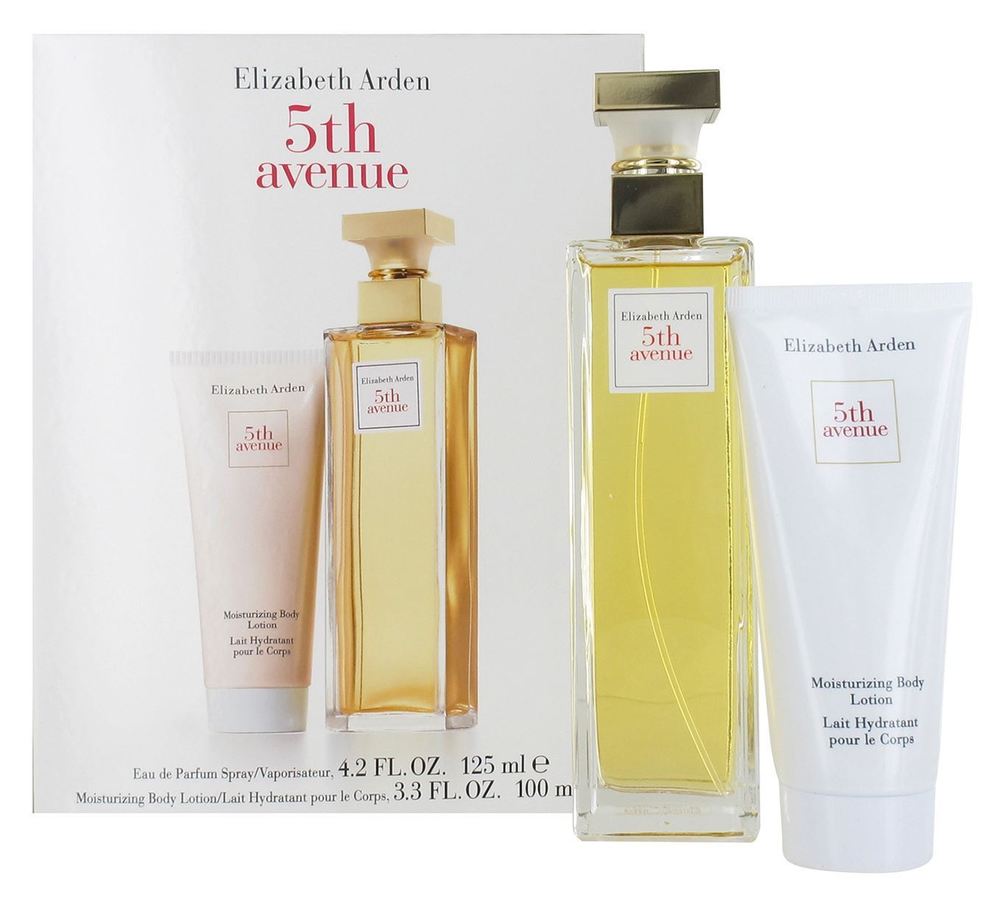 Elizabeth Arden
5th
avenue
Elizabeth Arden
5th
avenue
Moisturizing Body
Lotion
Lait Hydratant
pour le Corps
Elizabeth Arden
5th
avenue
Eau de Parfum Spray/Vaporisateur, 4.2 FL.OZ. 125 ml ℮
Moisturizing Body Lotion/Lait Hydratant pour le Corps, 3.3 FL.OZ. 100 m
Elizabeth Arden
5th
avenue
Elizabeth Arden
5th
avenue
Moisturizing Body
Lotion
Lait Hydratant
pour le Corps